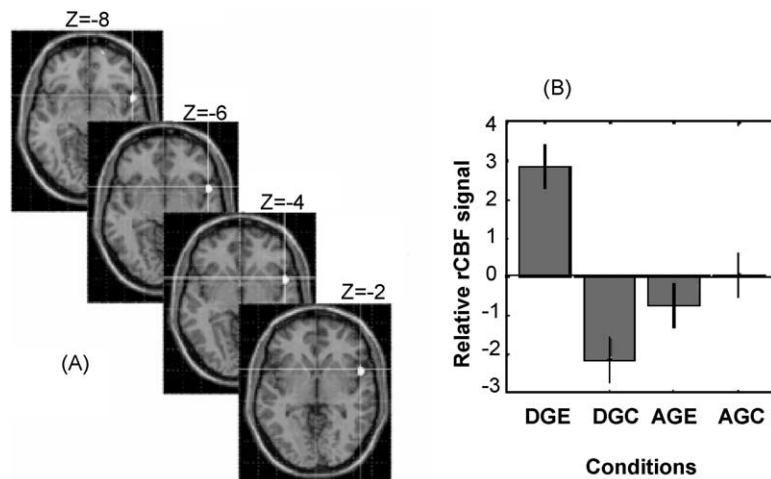 Z=-8
Z=-6
Z=-4
Z=-2
(A)
(B)
Relative rCBF signal
4
3
2
1
0
-1
-2
-3
DGE DGC AGE AGC
Conditions